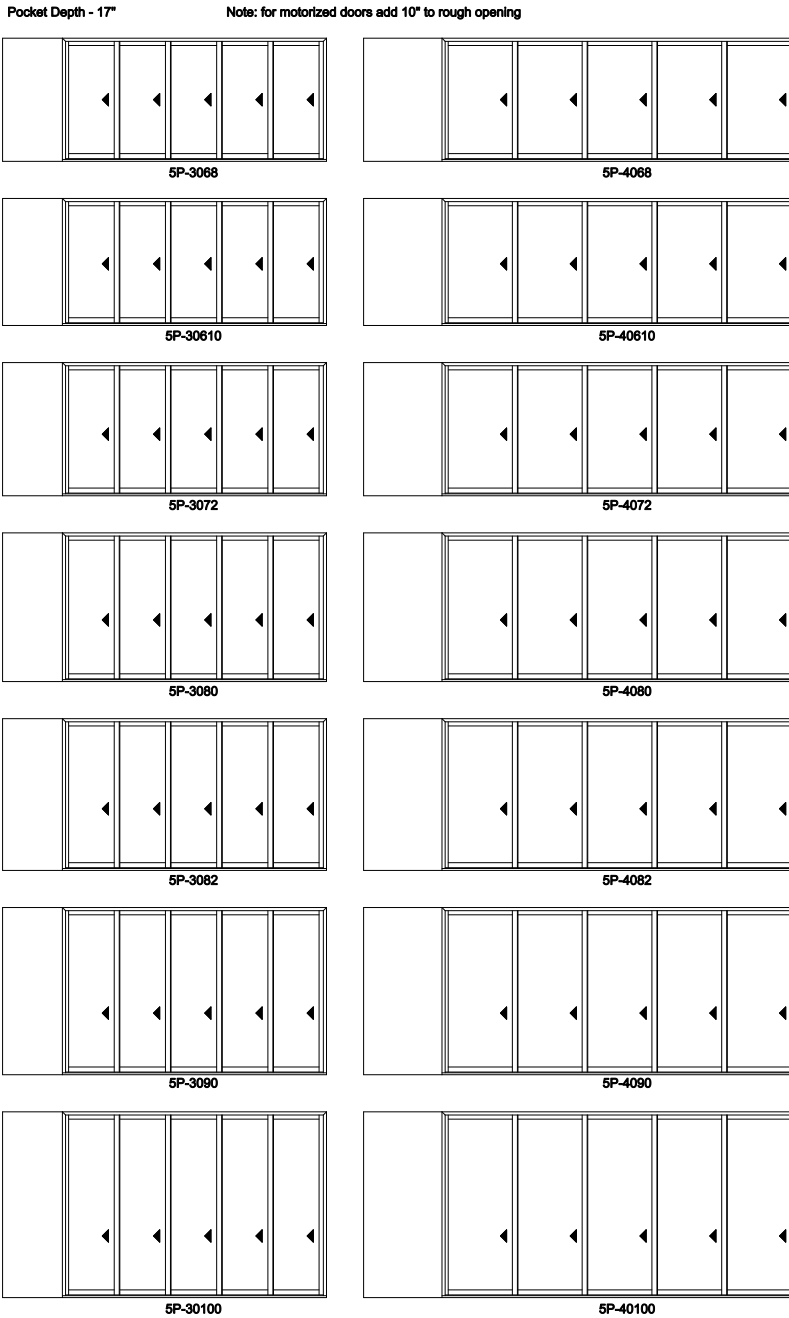 Pocket Depth - 17" Note: for motorized doors add 10" to rough opening
5P-3068 5P-4068
5P-30610 5P-40610
5P-3072 5P-4072
5P-3080 5P-4080
5P-3082 5P-4082
5P-3090 5P-4090
5P-30100 5P-40100